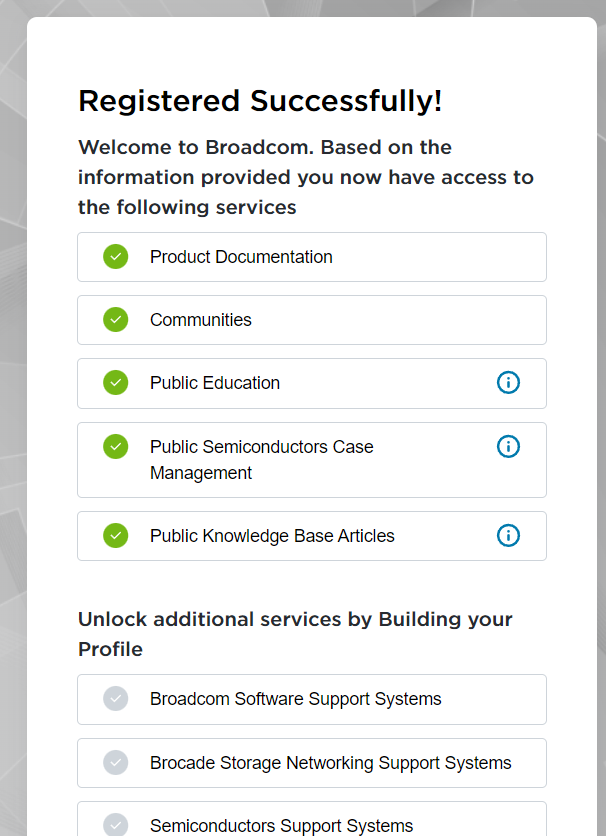 Registered Successfully!
Welcome to Broadcom. Based on the
information provided you now have access to
the following services
Product Documentation
Communities
Public Education
Public Semiconductors Case
Management
Public Knowledge Base Articles
Unlock additional services by Building your
Profile
Broadcom Software Support Systems
Brocade Storage Networking Support Systems
Semiconductors Support Systems